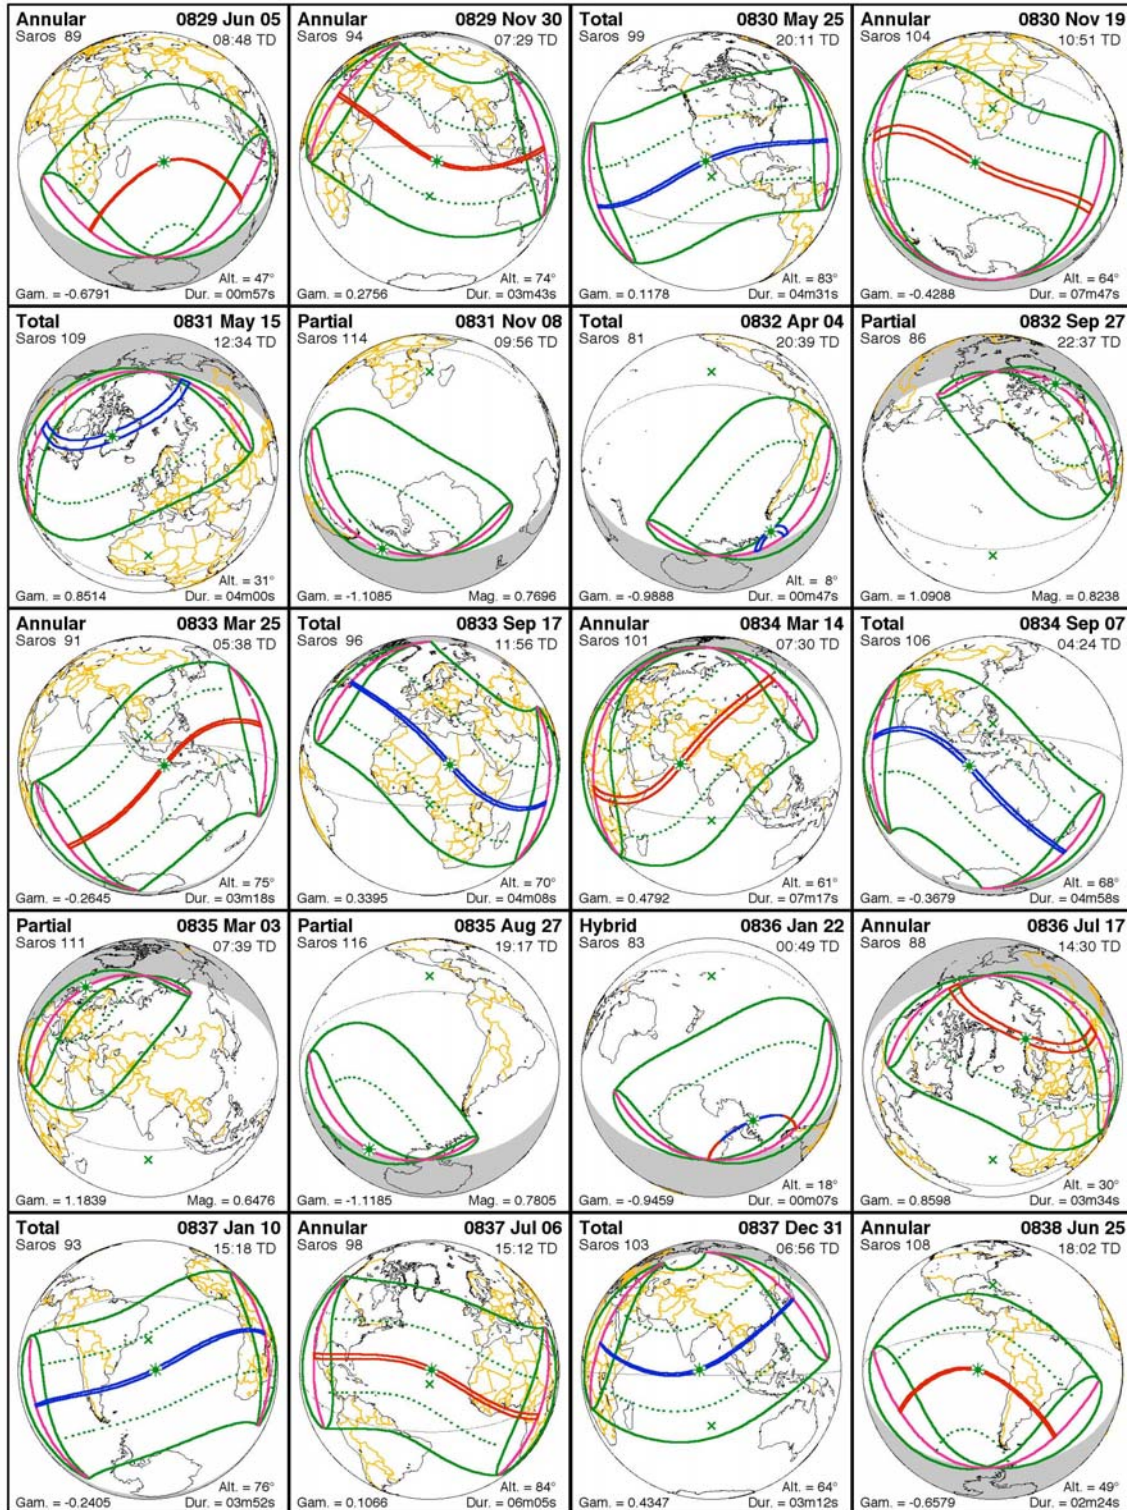 Annular 0829 Jun 05
Saros 89 08:48 TD
Alt. = 47°
Gam. = -0.6791 Dur. = 00m57s
Annular 0829 Nov 30
Saros 94 07:29 TD
Alt. = 74°
Gam. = 0.2756 Dur. = 03m43s
Total 0830 May 25
Saros 99 20:11 TD
Alt. = 83°
Gam. = 0.1178 Dur. = 04m31s
Annular 0830 Nov 19
Saros 104 10:51 TD
Alt. = 64°
Gam. = -0.4288 Dur. = 07m47s
Total 0831 May 15
Saros 109 12:34 TD
Alt. = 31°
Gam. = 0.8514 Dur. = 04m00s
Partial 0831 Nov 08
Saros 114 09:56 TD
Gam. = -1.1085 Mag. = 0.7696
Total 0832 Apr 04
Saros 81 20:39 TD
Alt. = 8°
Gam. = -0.9888 Dur. = 00m47s
Partial 0832 Sep 27
Saros 86 22:37 TD
Gam. = 1.0908 Mag. = 0.8238
Annular 0833 Mar 25
Saros 91 05:38 TD
Alt. = 75°
Gam. = -0.2645 Dur. = 03m18s
Total 0833 Sep 17
Saros 96 11:56 TD
Alt. = 70°
Gam. = 0.3395 Dur. = 04m08s
Annular 0834 Mar 14
Saros 101 07:30 TD
Alt. = 61°
Gam. = 0.4792 Dur. = 07m17s
Total 0834 Sep 07
Saros 106 04:24 TD
Alt. = 68°
Gam. = -0.3679 Dur. = 04m58s
Partial 0835 Mar 03
Saros 111 07:39 TD
Gam. = 1.1839 Mag. = 0.6476
Partial 0835 Aug 27
Saros 116 19:17 TD
Gam. = -1.1185 Mag. = 0.7805
Hybrid 0836 Jan 22
Saros 83 00:49 TD
Alt. = 18°
Gam. = -0.9459 Dur. = 00m07s
Annular 0836 Jul 17
Saros 88 14:30 TD
Alt. = 30°
Gam. = 0.8598 Dur. = 03m34s
Total 0837 Jan 10
Saros 93 15:18 TD
Alt. = 76°
Gam. = -0.2405 Dur. = 03m52s
Annular 0837 Jul 06
Saros 98 15:12 TD
Alt. = 84°
Gam. = 0.1066 Dur. = 06m05s
Total 0837 Dec 31
Saros 103 06:56 TD
Alt. = 64°
Gam. = 0.4347 Dur. = 03m12s
Annular 0838 Jun 25
Saros 108 18:02 TD
Alt. = 49°
Gam. = -0.6579 Dur. = 02m24s